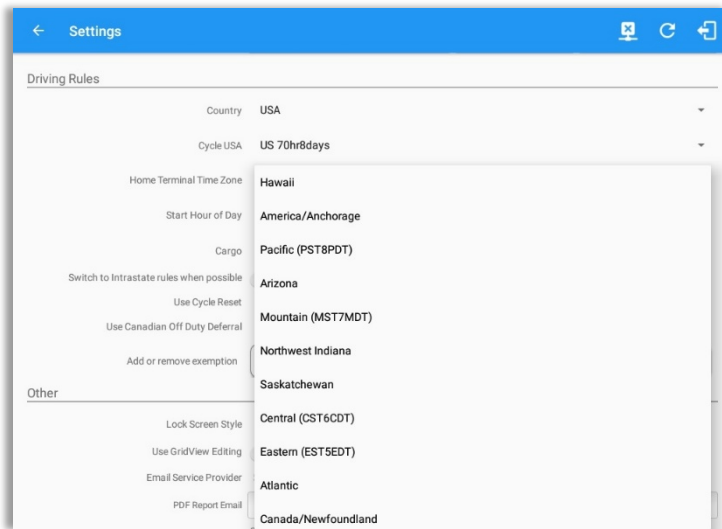 Settings
Driving Rules
Country USA
Cycle USA US 70hr8days
Home Terminal Time Zone Hawaii
Start Hour of Day America/Anchorage
Cargo Pacific (PST8PDT)
Arizona
Switch to Intrastate rules when possible
Use Cycle Reset
Mountain (MST7MDT)
Use Canadian Off Duty Deferral
Northwest Indiana
Add or remove exemption
Saskatchewan
Other
Central (CST6CDT)
Lock Screen Style
Use GridView Editing Eastern (EST5EDT)
Email Service Provider Atlantic
PDF Report Email
Canada/Newfoundland